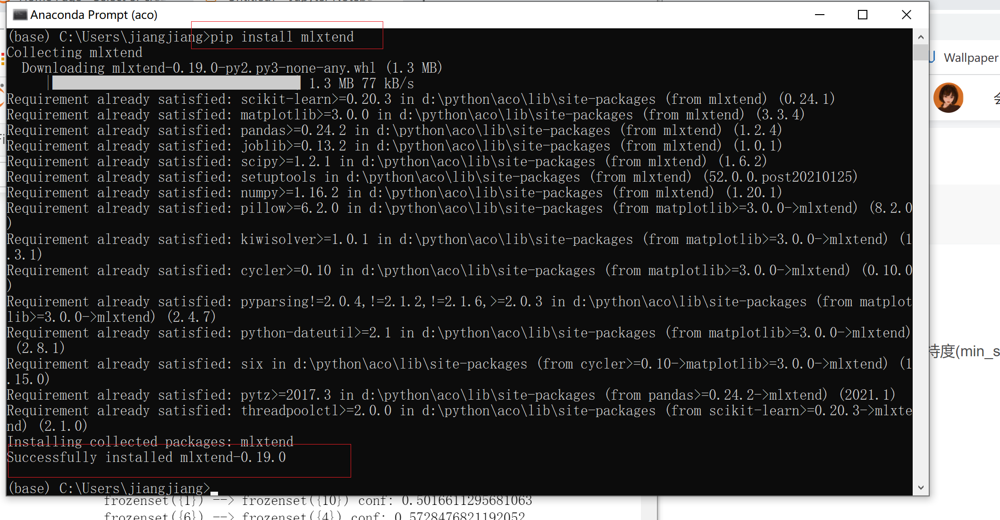 Anaconda Prompt (aco)
(base) C:\Users\jiangjiang>pip install mlxtend
Collecting mlxtend
Downloading mlxtend-0.19.0-py2.py3-none-any.whl (1.3 MB)
1.3 MB 77 kB/s
Requirement already satisfied: scikit-learn>=0.20.3 in d:\python\aco\lib\site-packages (from mlxtend) (0.24.1)
Requirement already satisfied: matplotlib>=3.0.0 in d:\python\aco\lib\site-packages (from mlxtend) (3.3.4)
Requirement already satisfied: pandas>=0.24.2 in d:\python\aco\lib\site-packages (from mlxtend) (1.2.4)
Requirement already satisfied: joblib>=0.13.2 in d:\python\aco\lib\site-packages (from mlxtend) (1.0.1)
Requirement already satisfied: scipy>=1.2.1 in d:\python\aco\lib\site-packages (from mlxtend) (1.6.2)
Requirement already satisfied: setuptools in d:\python\aco\lib\site-packages (from mlxtend) (52.0.0.post20210125)
Requirement already satisfied: numpy>=1.16.2 in d:\python\aco\lib\site-packages (from mlxtend) (1.20.1)
Requirement already satisfied: pillow>=6.2.0 in d:\python\aco\lib\site-packages (from matplotlib>=3.0.0->mlxtend) (8.2.0
)
Requirement already satisfied: kiwisolver>=1.0.1 in d:\python\aco\lib\site-packages (from matplotlib>=3.0.0->mlxtend) (1
.3.1)
Requirement already satisfied: cycler>=0.10 in d:\python\aco\lib\site-packages (from matplotlib>=3.0.0->mlxtend) (0.10.0
)
Requirement already satisfied: pyparsing!=2.0.4,!=2.1.2,!=2.1.6,>=2.0.3 in d:\python\aco\lib\site-packages (from matplot
lib>=3.0.0->mlxtend) (2.4.7)
Requirement already satisfied: python-dateutil>=2.1 in d:\python\aco\lib\site-packages (from matplotlib>=3.0.0->mlxtend)
(2.8.1)
Requirement already satisfied: six in d:\python\aco\lib\site-packages (from cycler>=0.10->matplotlib>=3.0.0->mlxtend) (1
.15.0)
Requirement already satisfied: pytz>=2017.3 in d:\python\aco\lib\site-packages (from pandas>=0.24.2->mlxtend) (2021.1)
Requirement already satisfied: threadpoolctl>=2.0.0 in d:\python\aco\lib\site-packages (from scikit-learn>=0.20.3->mlxte
nd) (2.1.0)
Installing collected packages: mlxtend
Successfully installed mlxtend-0.19.0
(base) C:\Users\jiangjiang>
frozenset({1}) --> frozenset({10}) conf: 0.5016611295681063
frozenset({6}) --> frozenset({4}) conf: 0.5728476821192052
Wallpaper
度(min_s